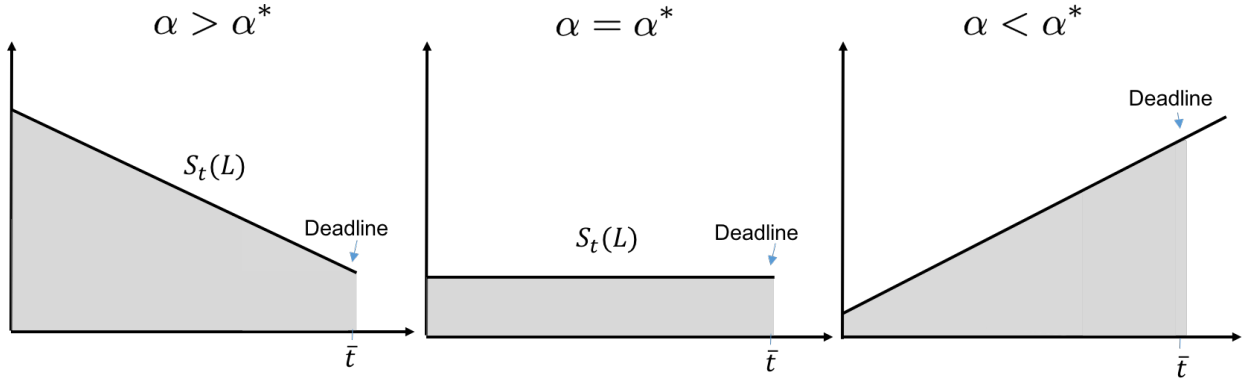 α > α*
α = α*
α < α*
S_t(L)
Deadline
t̄
S_t(L)
Deadline
t̄
Deadline
t̄